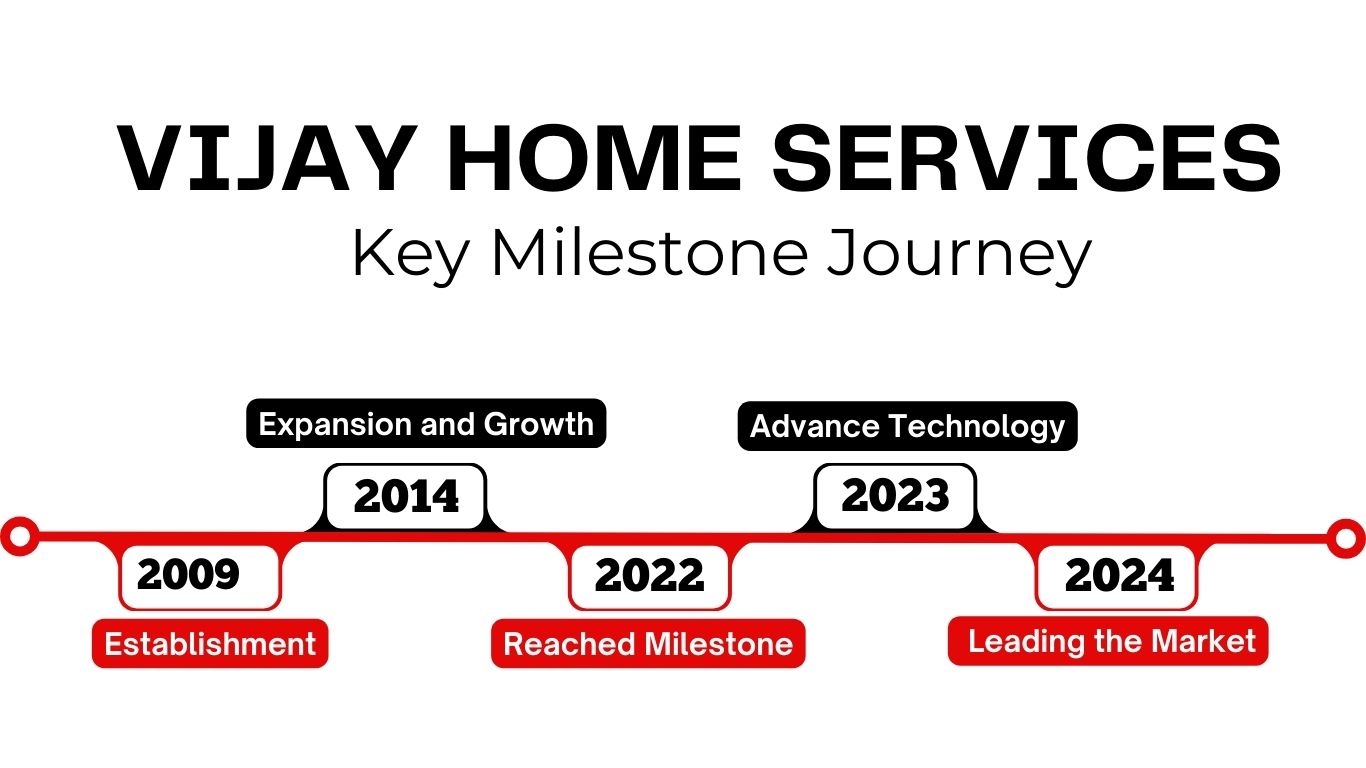 VIJAY HOME SERVICES
Key Milestone Journey
Expansion and Growth
Advance Technology
2014
2023
2009
2022
2024
Establishment
Reached Milestone
Leading the Market